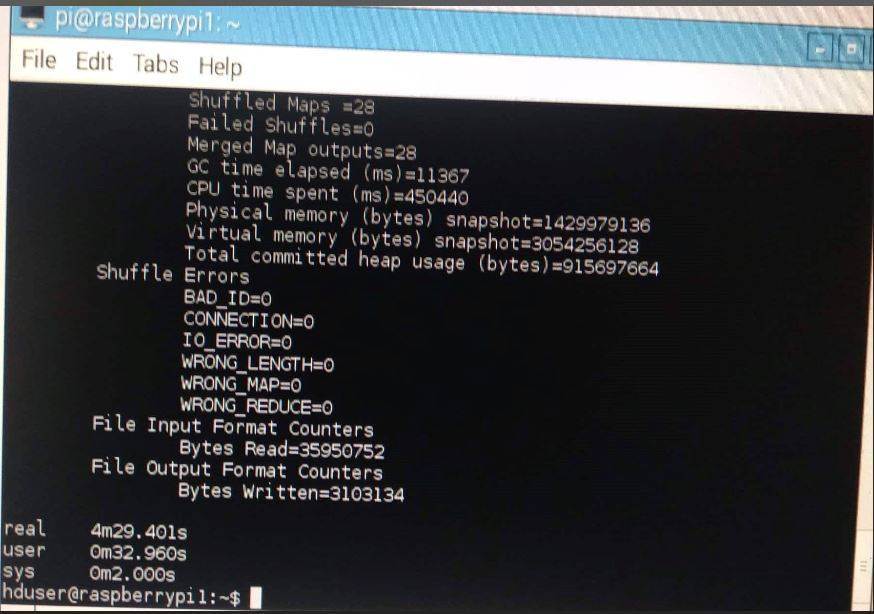 pi@raspberrypi1: ~
File Edit Tabs Help
Shuffled Maps =28
Failed Shuffles=0
Merged Map outputs=28
GC time elapsed (ms)=11367
CPU time spent (ms)=450440
Physical memory (bytes) snapshot=1429979136
Virtual memory (bytes) snapshot=3054256128
Total committed heap usage (bytes)=915697664
Shuffle Errors
BAD_ID=0
CONNECTION=0
IO_ERROR=0
WRONG_LENGTH=0
WRONG_MAP=0
WRONG_REDUCE=0
File Input Format Counters
Bytes Read=35950752
File Output Format Counters
Bytes Written=3103134
real 4m29.401s
user 0m32.960s
sys 0m2.000s
hduser@raspberrypi1:~$